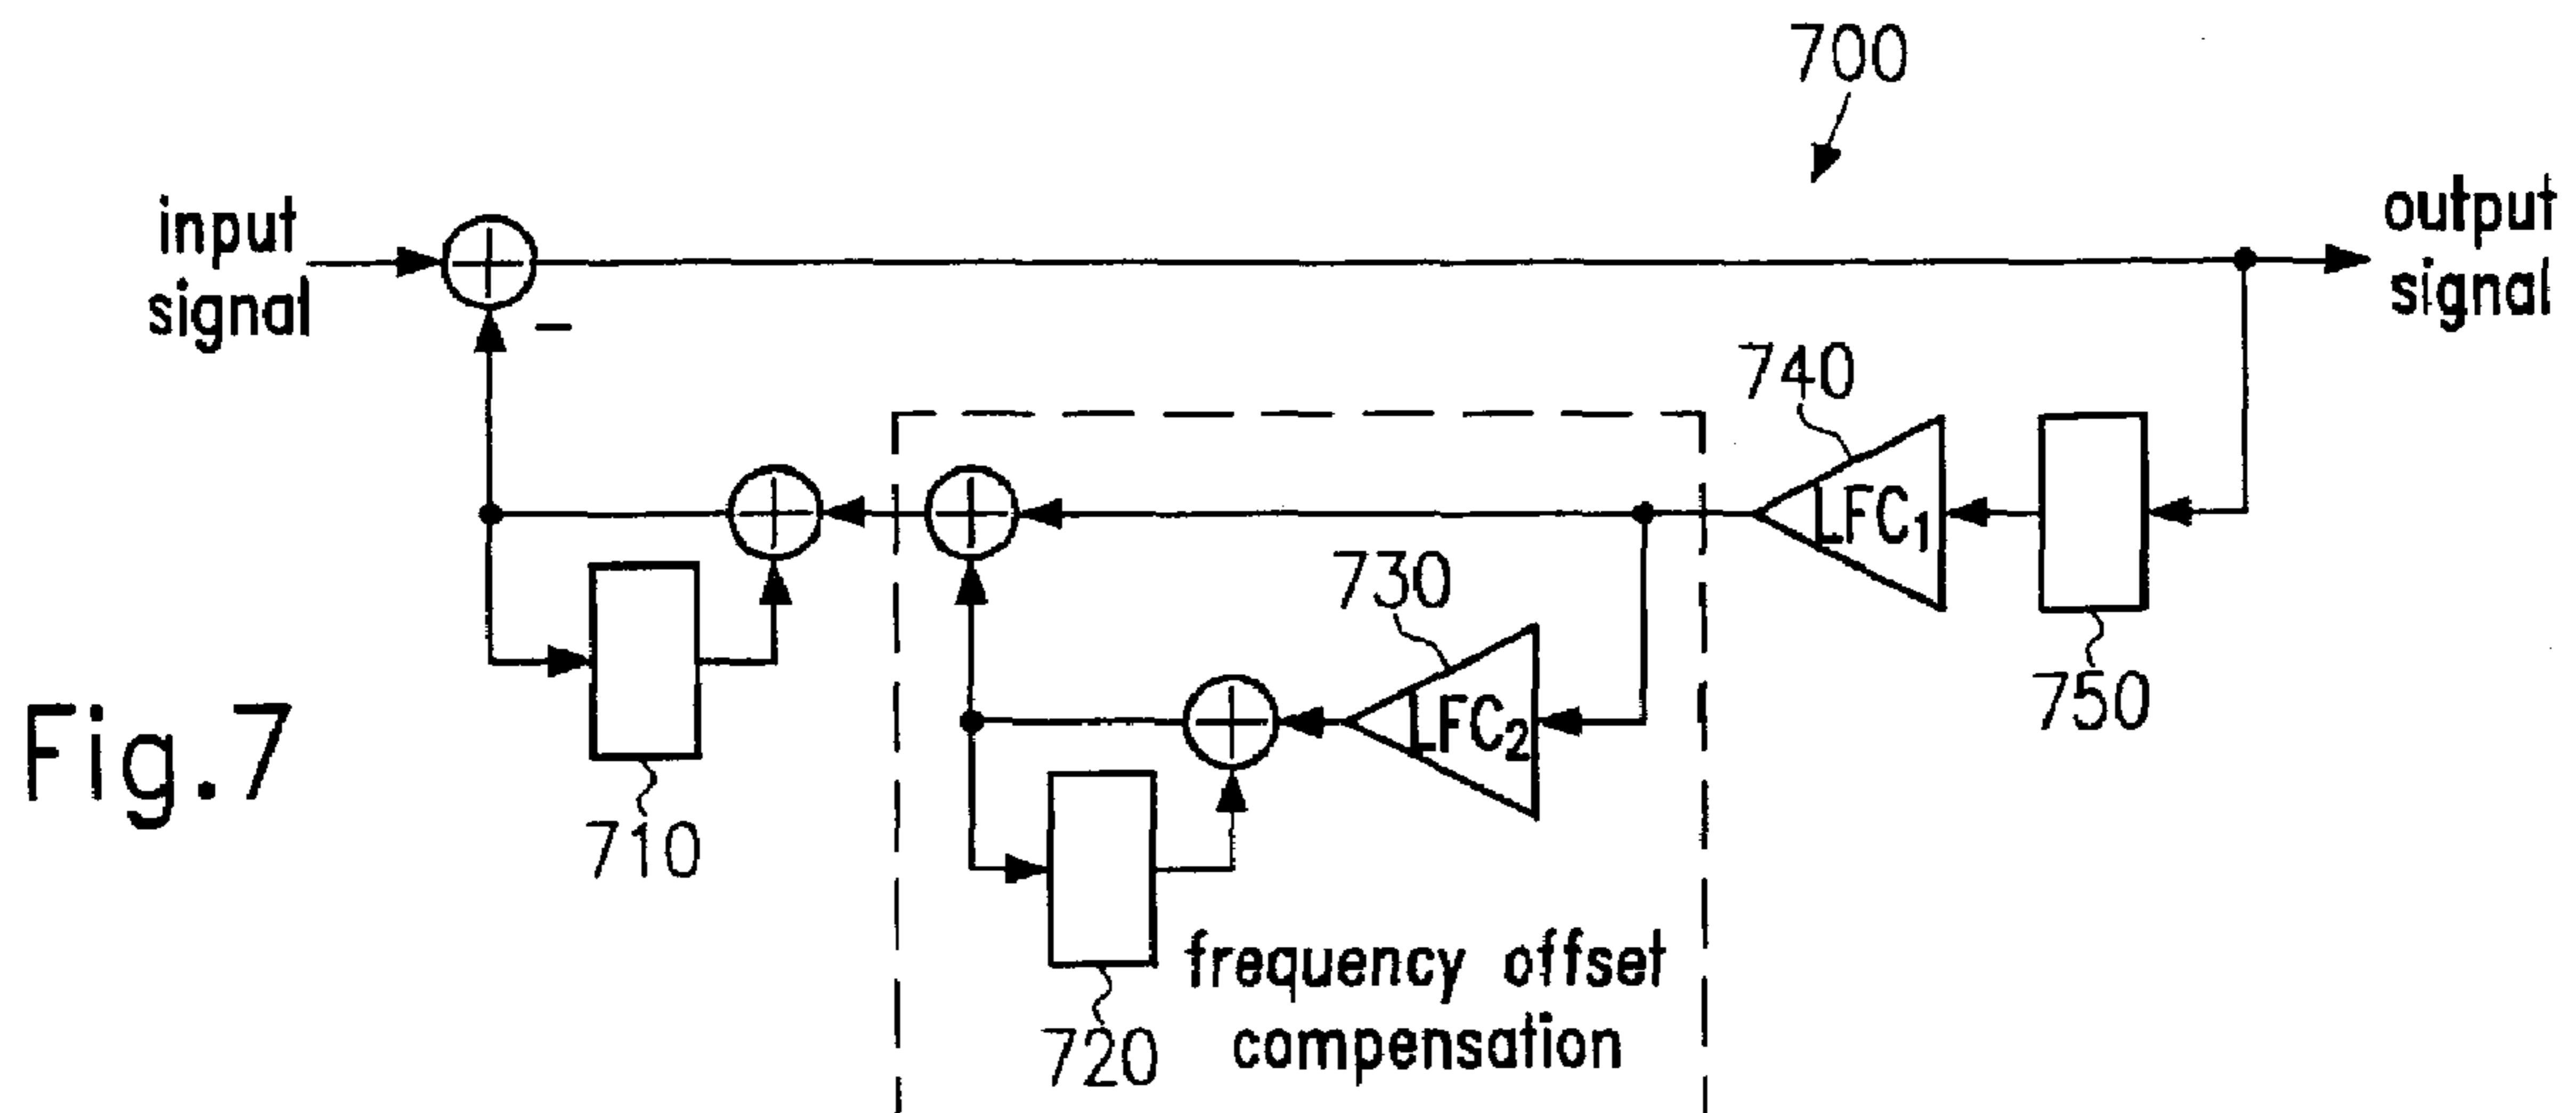 700
input
signal
–
output
signal
740
LFC₁
730
LFC₂
750
710
720
frequency offset
compensation
Fig.7